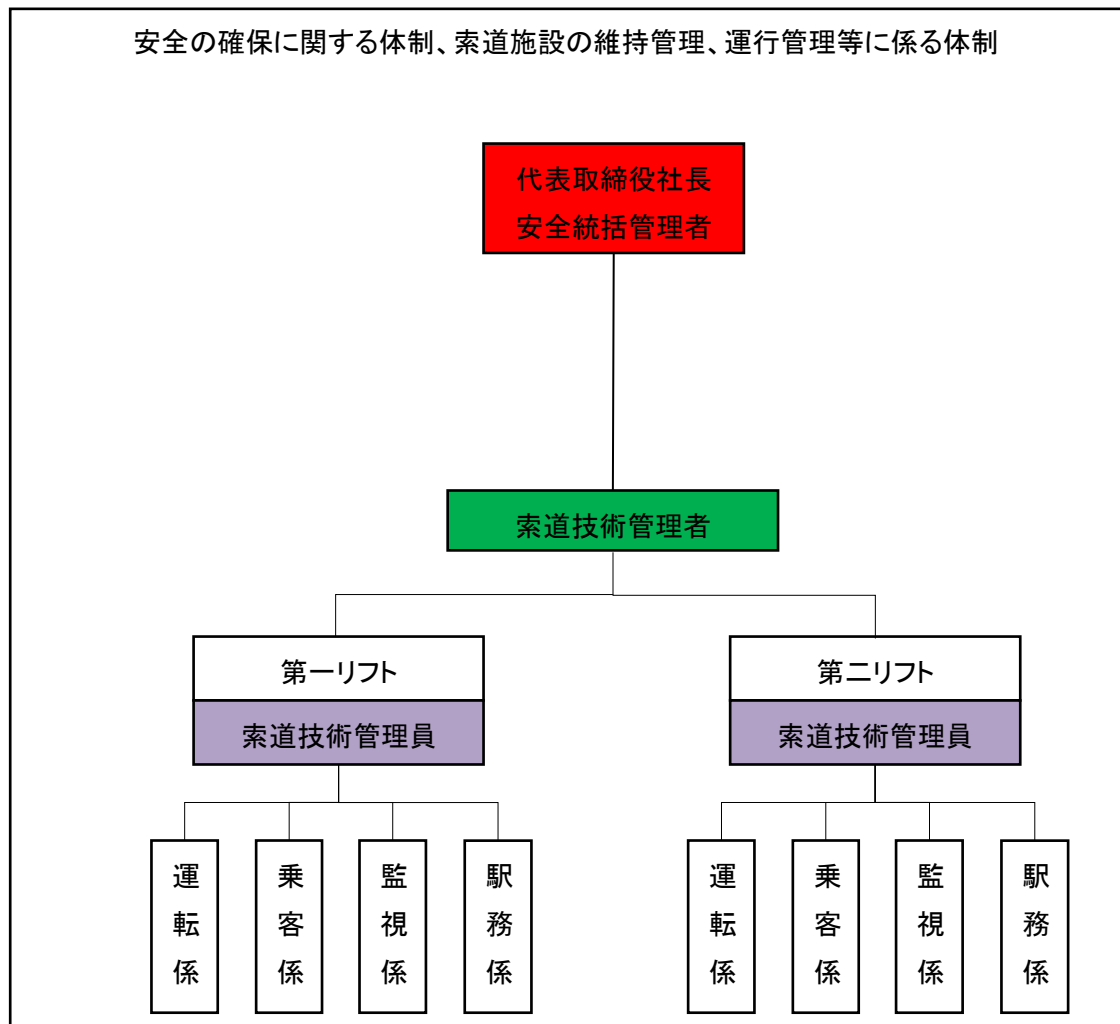 安全の確保に関する体制、索道施設の維持管理、運行管理等に係る体制
代表取締役社長
安全統括管理者
索道技術管理者
第一リフト
索道技術管理員
運転係
乗客係
監視係
駅務係
第二リフト
索道技術管理員
運転係
乗客係
監視係
駅務係